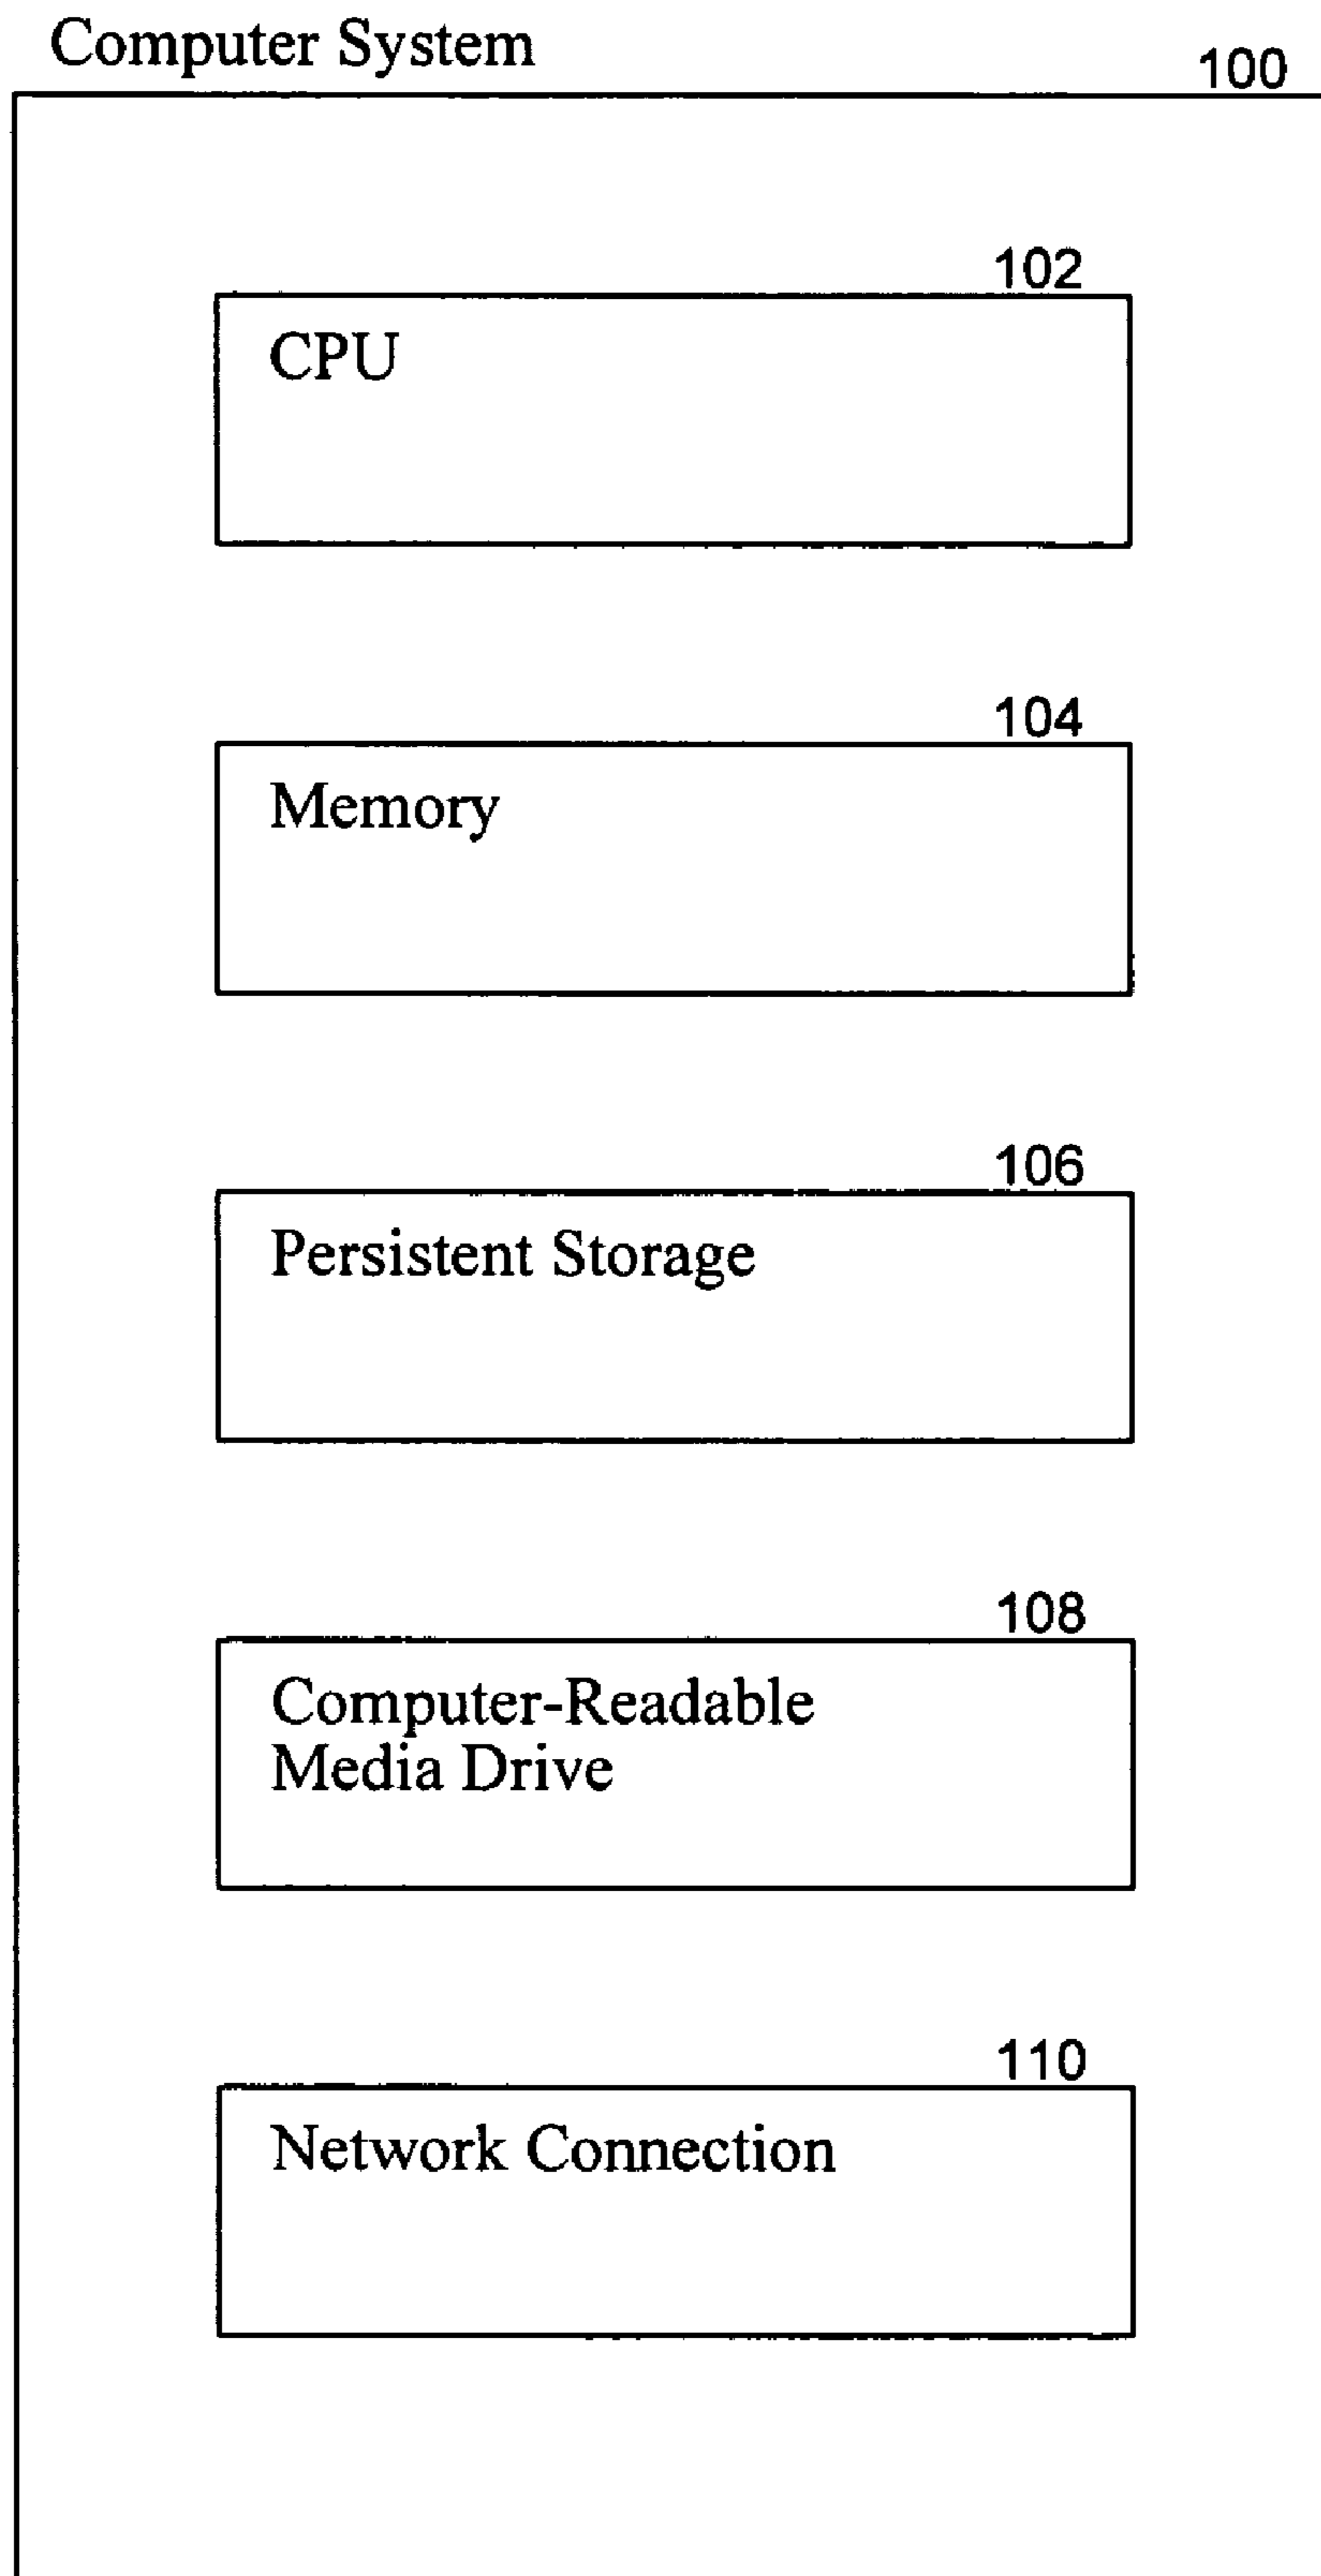 Computer System
100
102
CPU
104
Memory
106
Persistent Storage
108
Computer-Readable
Media Drive
110
Network Connection